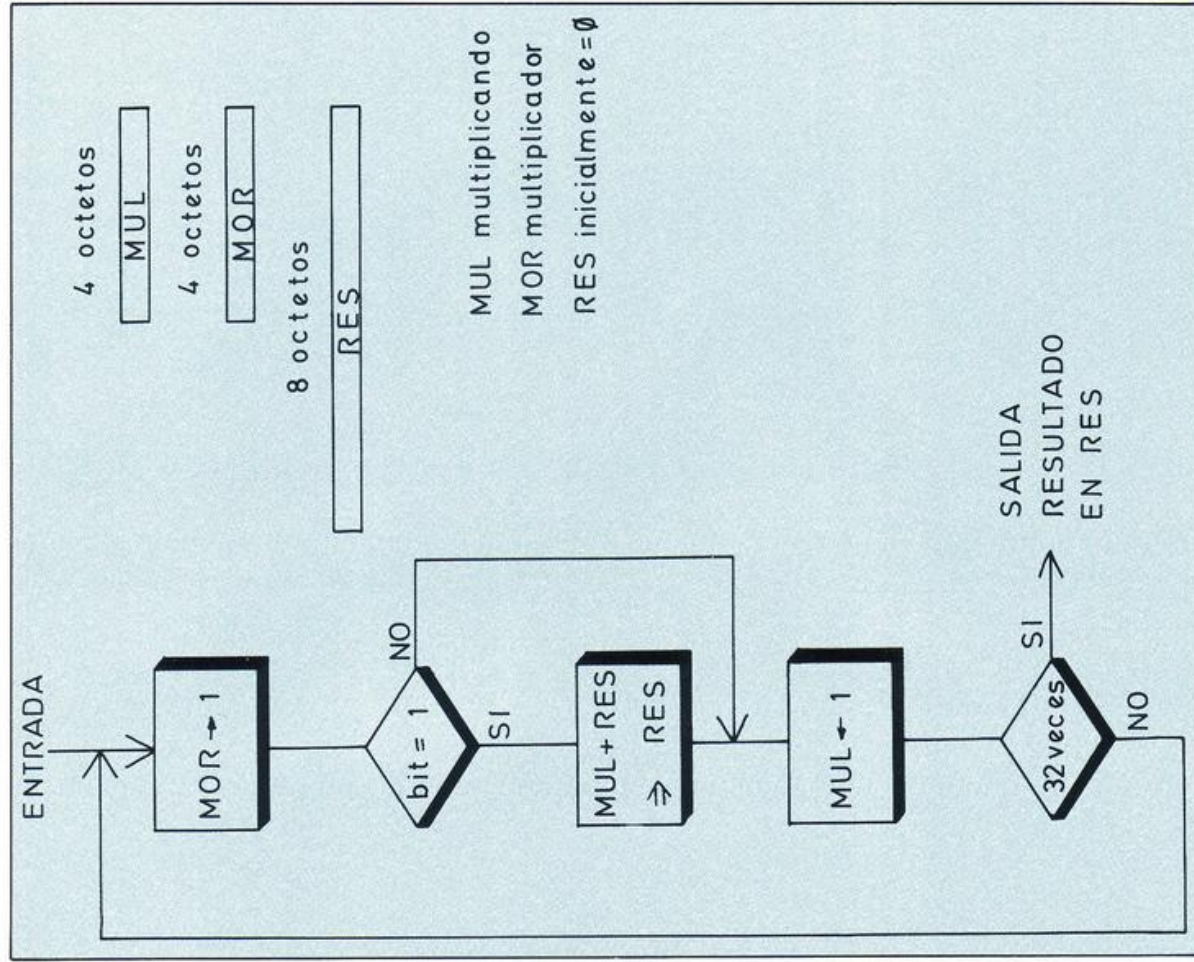 ENTRADA
MOR → 1
bit = 1
NO
SI
MUL + RES
⇒ RES
MUL ← 1
32 veces
SI
NO
SALIDA
RESULTADO
EN RES
4 octetos
MUL
4 octetos
MOR
8 octetos
RES
MUL multiplicando
MOR multiplicador
RES inicialmente = Ø